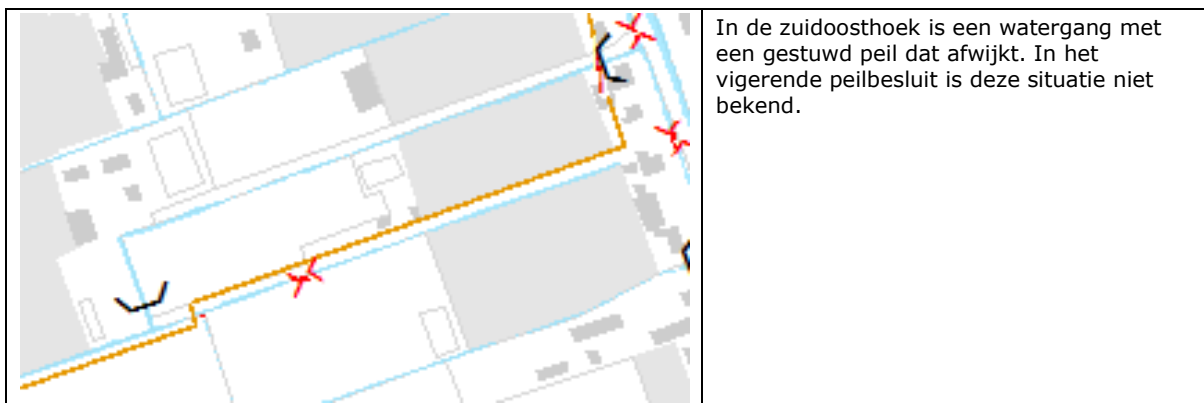 In de zuidoosthoek is een watergang met
een gestuwd peil dat afwijkt. In het
vigerende peilbesluit is deze situatie niet
bekend.